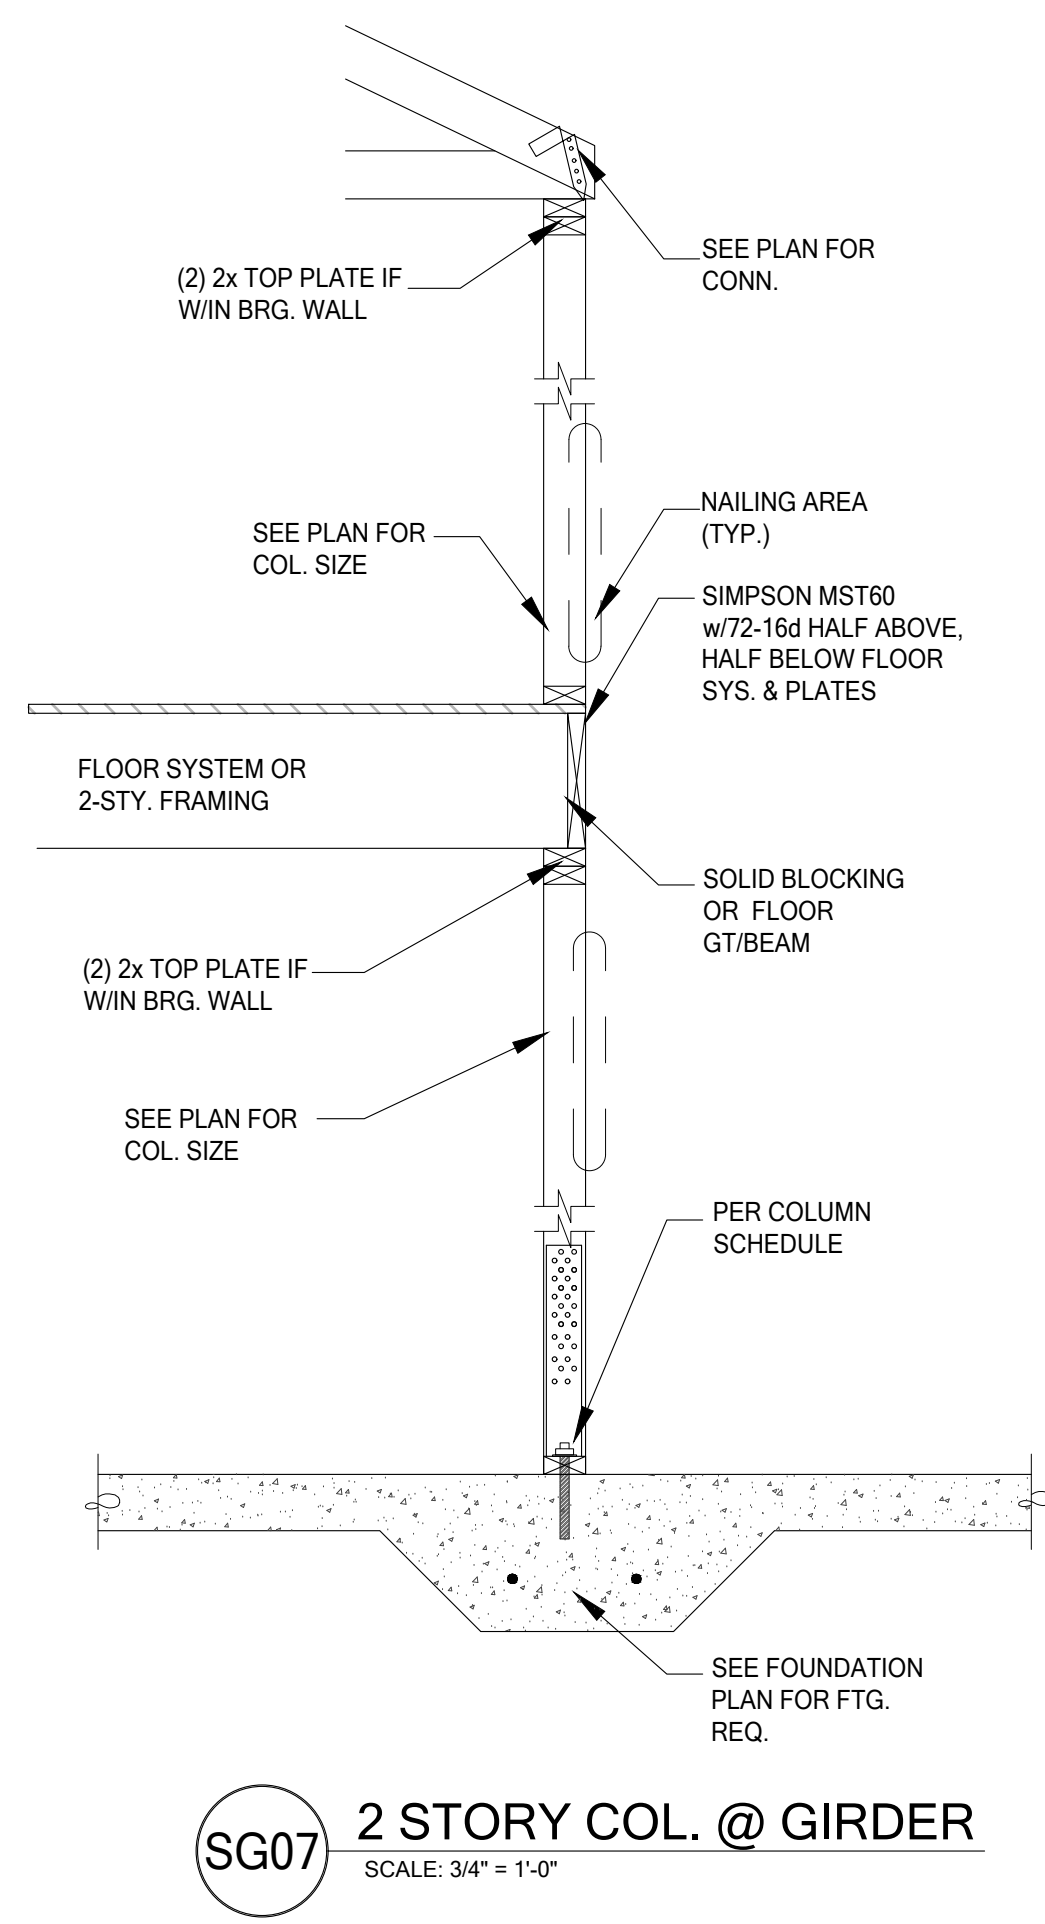 SEE PLAN FOR
CONN.
(2) 2x TOP PLATE IF
W/IN BRG. WALL
NAILING AREA
(TYP.)
SEE PLAN FOR
COL. SIZE
SIMPSON MST60
w/72-16d HALF ABOVE,
HALF BELOW FLOOR
SYS. & PLATES
FLOOR SYSTEM OR
2-STY. FRAMING
SOLID BLOCKING
OR FLOOR
GT/BEAM
(2) 2x TOP PLATE IF
W/IN BRG. WALL
SEE PLAN FOR
COL. SIZE
PER COLUMN
SCHEDULE
SEE FOUNDATION
PLAN FOR FTG.
REQ.
SG07
2 STORY COL. @ GIRDER
SCALE: 3/4" = 1'-0"